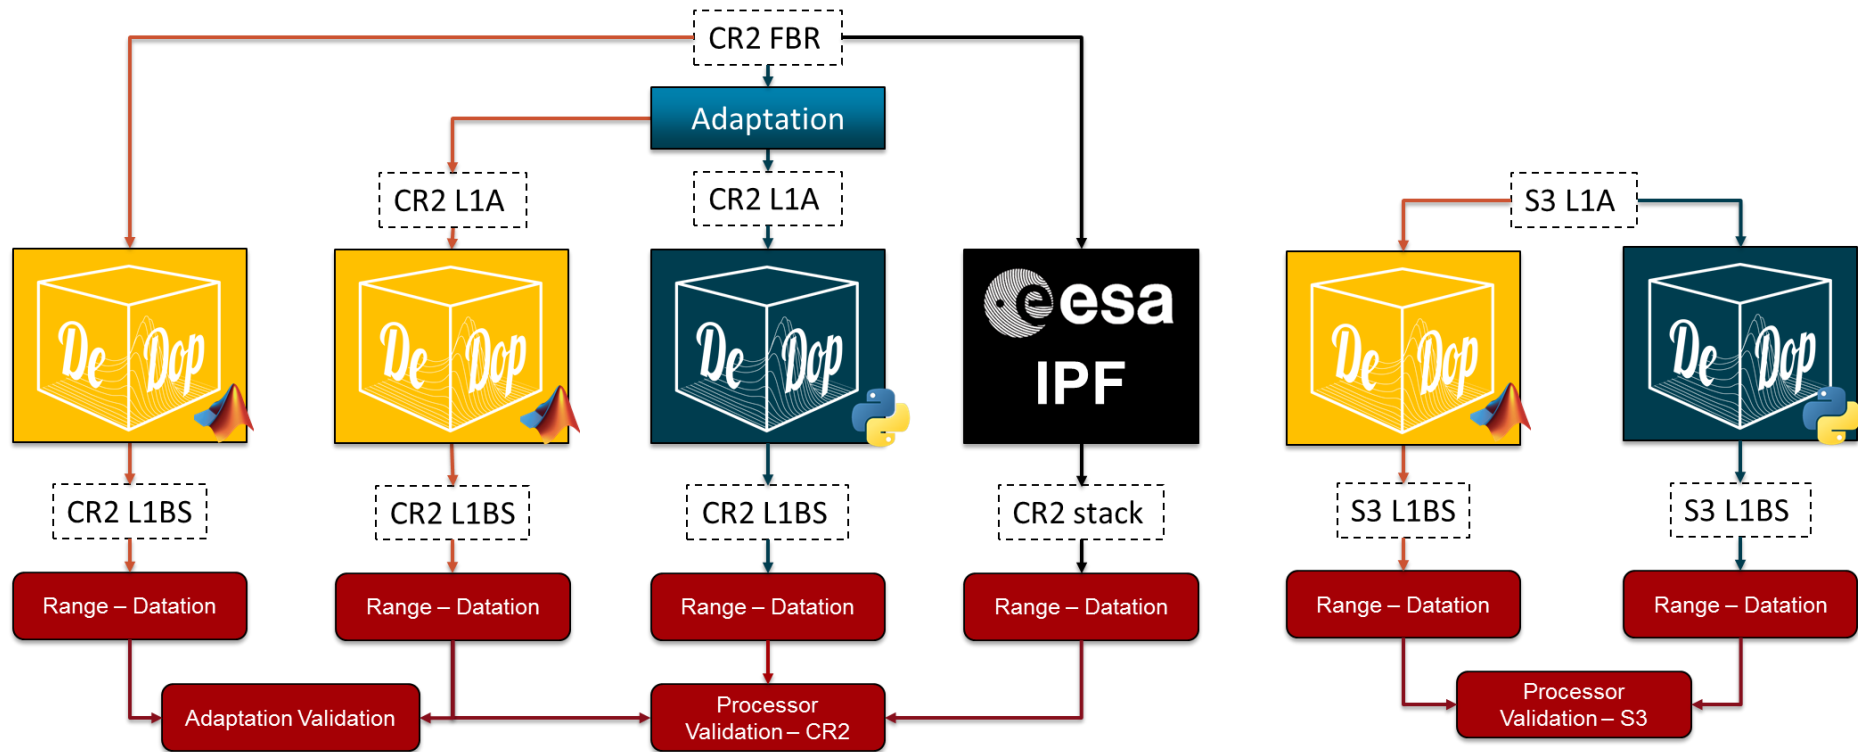 CR2 FBR
Adaptation
CR2 L1A
CR2 L1A
S3 L1A
De Dop
De Dop
De Dop
eesa
IPF
De Dop
De Dop
CR2 L1BS
CR2 L1BS
CR2 L1BS
CR2 stack
S3 L1BS
S3 L1BS
Range – Datation
Range – Datation
Range – Datation
Range – Datation
Range – Datation
Range – Datation
Adaptation Validation
Processor
Validation – CR2
Processor
Validation – S3